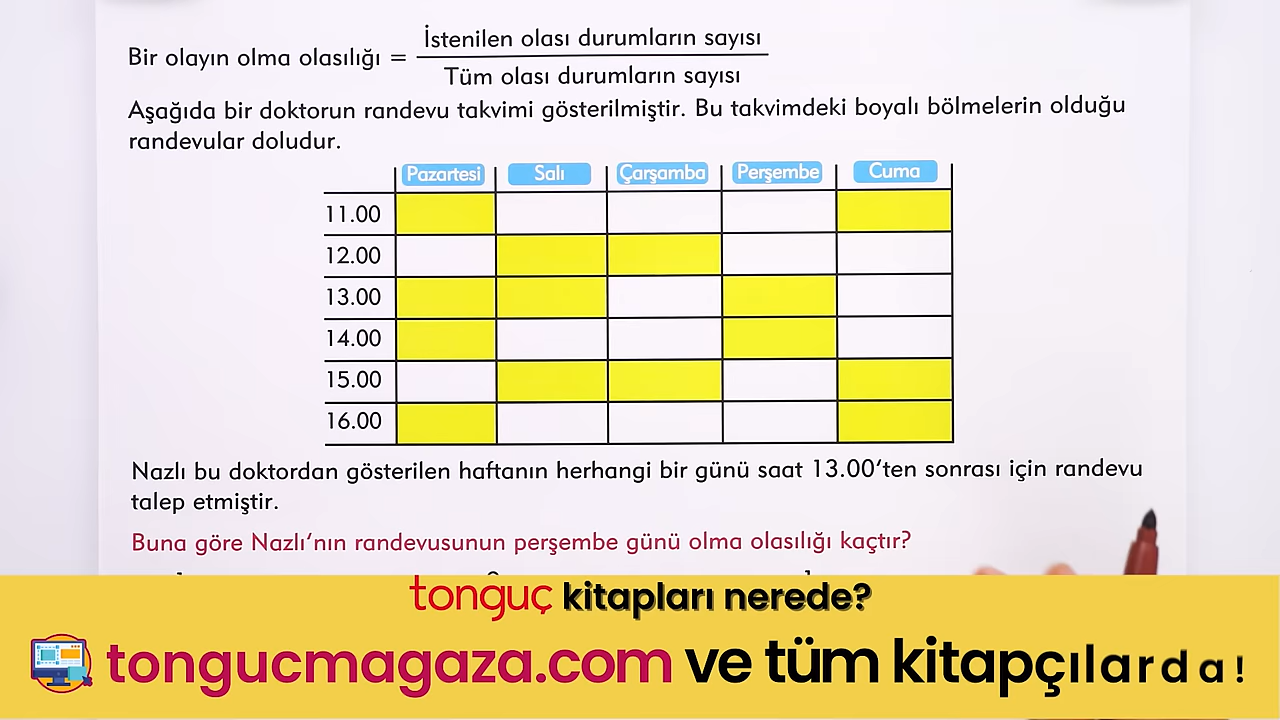 İstenilen olası durumların sayısı
Bir olayın olma olasılığı =
Tüm olası durumların sayısı
Aşağıda bir doktorun randevu takvimi gösterilmiştir. Bu takvimdeki boyalı bölmelerin olduğu
randevular doludur.
Pazartesi Salı Çarşamba Perşembe Cuma
11.00
12.00
13.00
14.00
15.00
16.00
Nazlı bu doktordan gösterilen haftanın herhangi bir günü saat 13.00'ten sonrası için randevu
talep etmiştir.
Buna göre Nazlı'nın randevusunun perşembe günü olma olasılığı kaçtır?
tonguç kitapları nerede?
tongucmagaza.com ve tüm kitapçılarda!